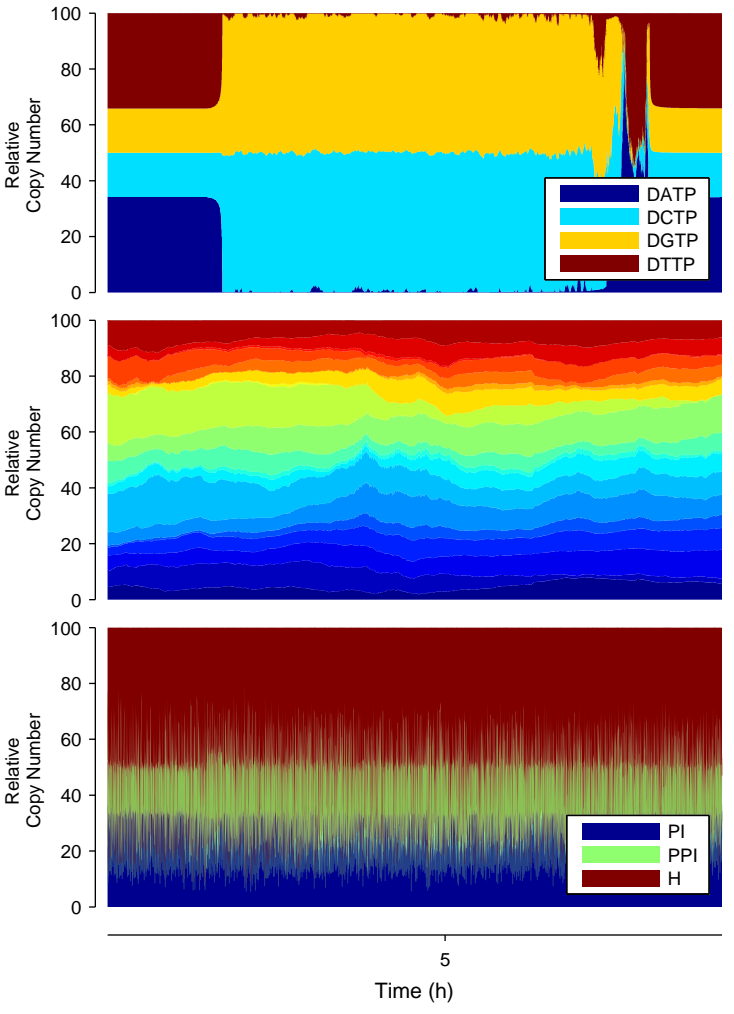 100
80
60
40
20
0
Relative
Copy Number
DATP
DCTP
DGTP
DTTP
100
80
60
40
20
0
Relative
Copy Number
100
80
60
40
20
0
Relative
Copy Number
PI
PPI
H
5
Time (h)